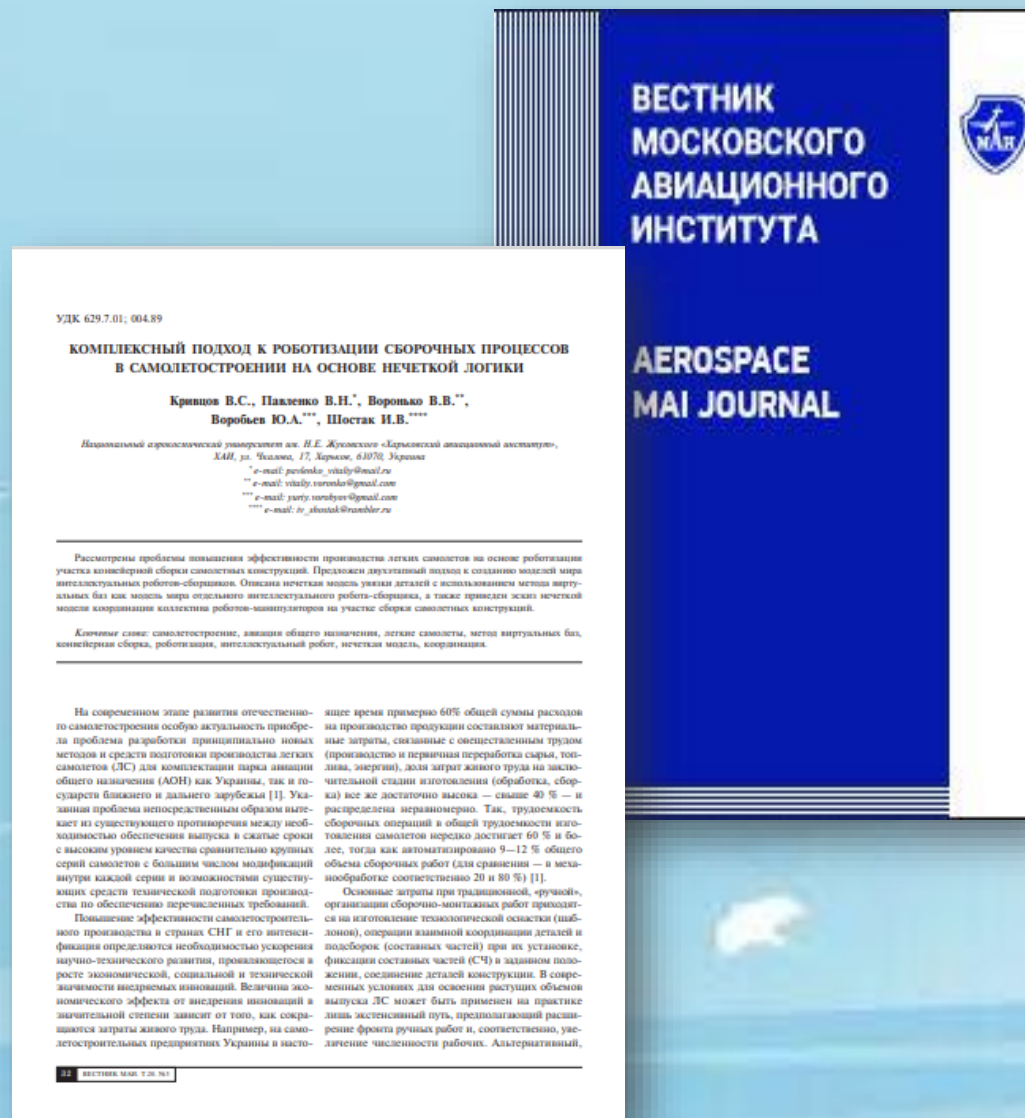 ВЕСТНИК
МОСКОВСКОГО
АВИАЦИОННОГО
ИНСТИТУТА
МАИ
AEROSPACE
MAI JOURNAL
УДК 629.7.01; 004.89
КОМПЛЕКСНЫЙ ПОДХОД К РОБОТИЗАЦИИ СБОРОЧНЫХ ПРОЦЕССОВ
В САМОЛЕТОСТРОЕНИИ НА ОСНОВЕ НЕЧЕТКОЙ ЛОГИКИ
Кривцов В.С., Павленко В.Н.*, Воронько В.В.**,
Воробьев Ю.А.***, Шостак И.В.****
Национальный аэрокосмический университет им. Н.Е. Жуковского «Харьковский авиационный институт»,
ХАИ, ул. Чкалова, 17, Харьков, 61070, Украина
* e-mail: pavlenko_vitaliy@mail.ru
** e-mail: vitaliy.voronko@gmail.com
*** e-mail: yuriy.vorobyov@gmail.com
**** e-mail: iv_shostak@rambler.ru
Рассмотрены проблемы повышения эффективности производства легких самолетов на основе роботизации
участка конвейерной сборки самолетных конструкций. Предложен двухэтапный подход к созданию моделей мира
интеллектуальных роботов-сборщиков. Описана нечеткая модель увязки деталей с использованием метода вирту-
альных баз как модель мира отдельного интеллектуального робота-сборщика, а также приведен эскиз нечеткой
модели координации коллектива роботов-манипуляторов на участке сборки самолетных конструкций.
Ключевые слова: самолетостроение, авиация общего назначения, легкие самолеты, метод виртуальных баз,
конвейерная сборка, роботизация, интеллектуальный робот, нечеткая модель, координация.
На современном этапе развития отечественно-
го самолетостроения особую актуальность приобре-
ла проблема разработки принципиально новых
методов и средств подготовки производства легких
самолетов (ЛС) для комплектации парка авиации
общего назначения (АОН) как Украины, так и го-
сударств ближнего и дальнего зарубежья [1]. Ука-
занная проблема непосредственным образом выте-
кает из существующего противоречия между необ-
ходимостью обеспечения выпуска в сжатые сроки
с высоким уровнем качества сравнительно крупных
серий самолетов с большим числом модификаций
внутри каждой серии и возможностями существу-
ющих средств технической подготовки производ-
ства по обеспечению перечисленных требований.
Повышение эффективности самолетостроитель-
ного производства в странах СНГ и его интенси-
фикация определяются необходимостью ускорения
научно-технического развития, проявляющегося в
росте экономической, социальной и технической
значимости внедряемых инноваций. Величина эко-
номического эффекта от внедрения инноваций в
значительной степени зависит от того, как сокра-
щаются затраты живого труда. Например, на само-
летостроительных предприятиях Украины в насто-
ящее время примерно 60% общей суммы расходов
на производство продукции составляют материаль-
ные затраты, связанные с овеществленным трудом
(производство и первичная переработка сырья, топ-
лива, энергии), доля затрат живого труда на заклю-
чительной стадии изготовления (обработка, сбор-
ка) все же достаточно высока — свыше 40 % — и
распределена неравномерно. Так, трудоемкость
сборочных операций в общей трудоемкости изго-
товления самолетов нередко достигает 60 % и бо-
лее, тогда как автоматизировано 9—12 % общего
объема сборочных работ (для сравнения — в меха-
нообработке соответственно 20 и 80 %) [1].
Основные затраты при традиционной, «ручной»,
организации сборочно-монтажных работ приходят-
ся на изготовление технологической оснастки (шаб-
лонов), операции взаимной координации деталей и
подсборок (составных частей) при их установке,
фиксации составных частей (СЧ) в заданном поло-
жении, соединение деталей конструкции. В совре-
менных условиях для освоения растущих объемов
выпуска ЛС может быть применен на практике
лишь экстенсивный путь, предполагающий расши-
рение фронта ручных работ и, соответственно, уве-
личение численности рабочих. Альтернативный,
32 ВЕСТНИК МАИ. Т.20. №3